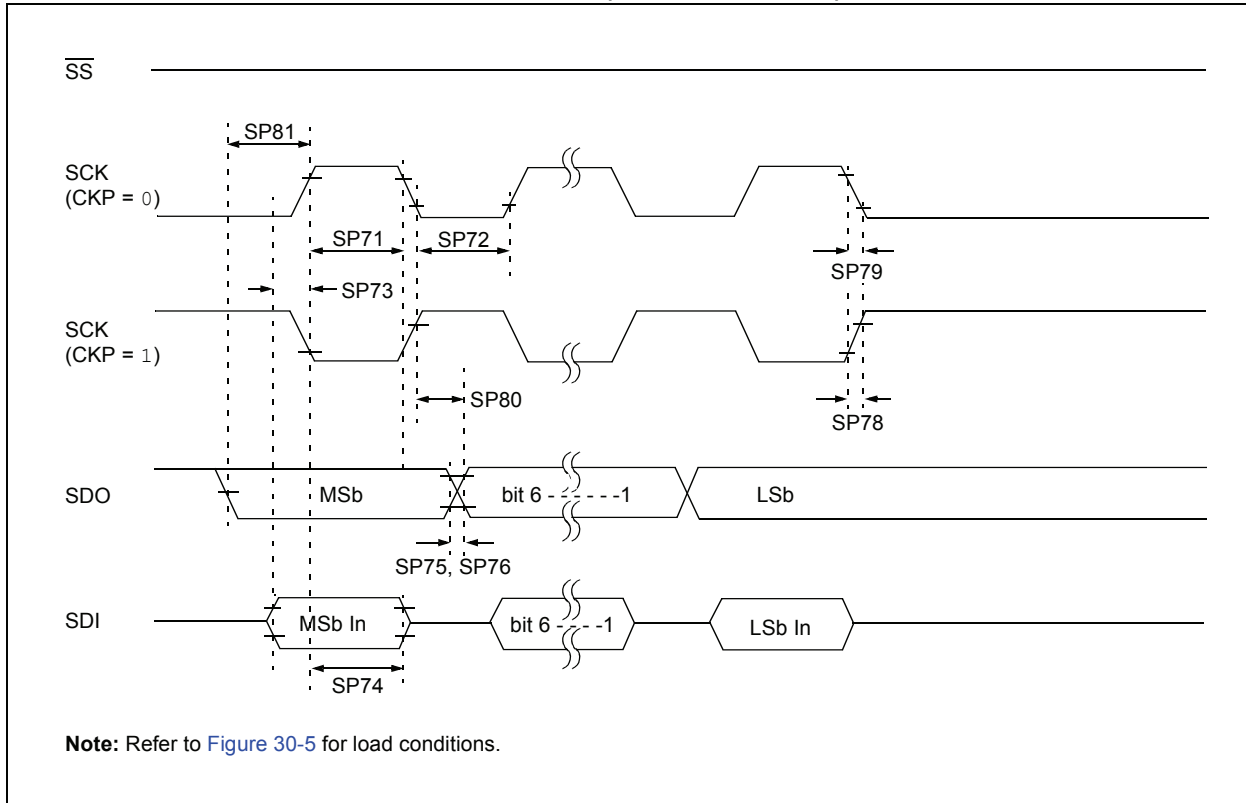 SS
SP81
SCK
(CKP = 0)
SP71
SP72
SP79
SP73
SCK
(CKP = 1)
SP80
SP78
SDO
MSb
bit 6 - - - - - -1
LSb
SP75, SP76
SDI
MSb In
bit 6 - - - -1
LSb In
SP74
Note: Refer to Figure 30-5 for load conditions.